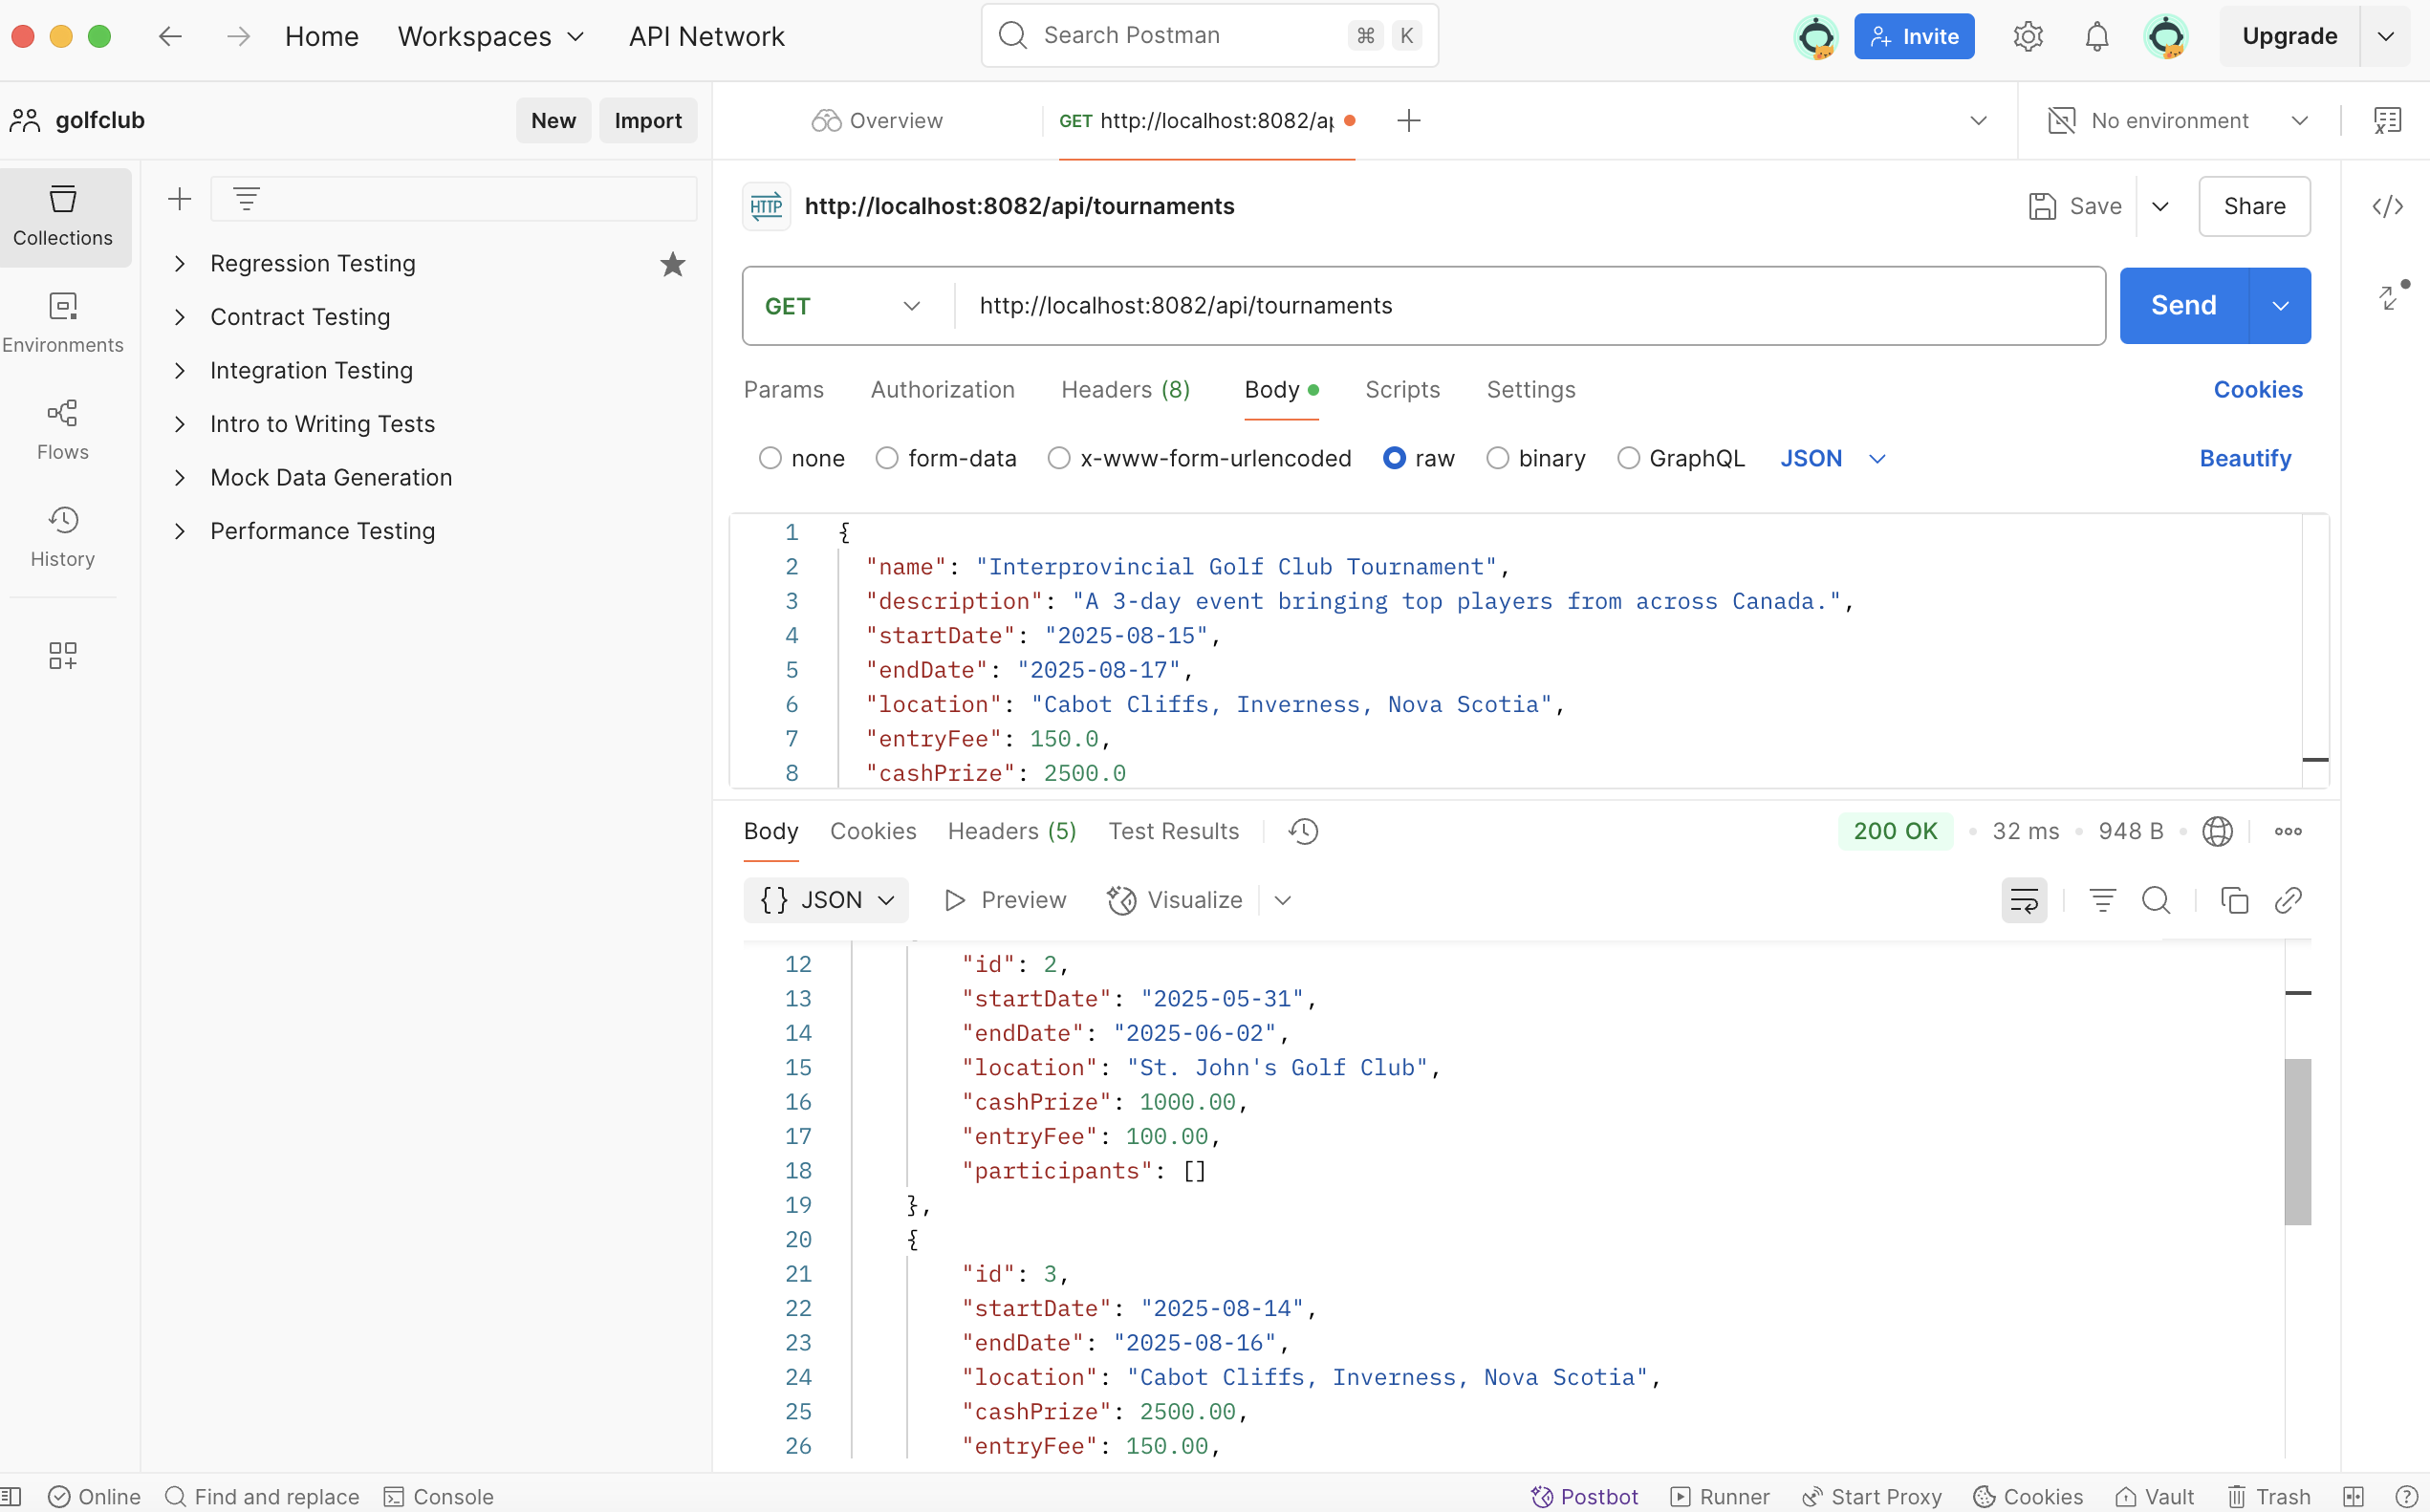 Home
Workspaces
API Network
Search Postman
⌘ K
Invite
Upgrade
golfclub
New
Import
Overview
GET http://localhost:8082/ap
No environment
Collections
Environments
Flows
History
Regression Testing
Contract Testing
Integration Testing
Intro to Writing Tests
Mock Data Generation
Performance Testing
HTTP
http://localhost:8082/api/tournaments
Save
Share
GET
http://localhost:8082/api/tournaments
Send
Params Authorization Headers (8) Body Scripts Settings
Cookies
none form-data x-www-form-urlencoded raw binary GraphQL JSON
Beautify
1 {
2 "name": "Interprovincial Golf Club Tournament",
3 "description": "A 3-day event bringing top players from across Canada.",
4 "startDate": "2025-08-15",
5 "endDate": "2025-08-17",
6 "location": "Cabot Cliffs, Inverness, Nova Scotia",
7 "entryFee": 150.0,
8 "cashPrize": 2500.0
Body Cookies Headers (5) Test Results
200 OK • 32 ms • 948 B
{} JSON
Preview
Visualize
12 "id": 2,
13 "startDate": "2025-05-31",
14 "endDate": "2025-06-02",
15 "location": "St. John's Golf Club",
16 "cashPrize": 1000.00,
17 "entryFee": 100.00,
18 "participants": []
19 },
20 {
21 "id": 3,
22 "startDate": "2025-08-14",
23 "endDate": "2025-08-16",
24 "location": "Cabot Cliffs, Inverness, Nova Scotia",
25 "cashPrize": 2500.00,
26 "entryFee": 150.00,
Online
Find and replace
Console
Postbot
Runner
Start Proxy
Cookies
Vault
Trash